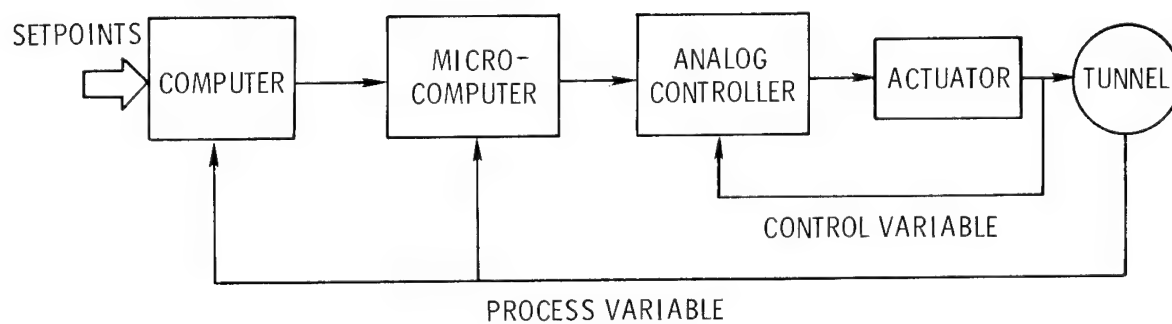 SETPOINTS
COMPUTER
MICRO-
COMPUTER
ANALOG
CONTROLLER
ACTUATOR
TUNNEL
CONTROL VARIABLE
PROCESS VARIABLE